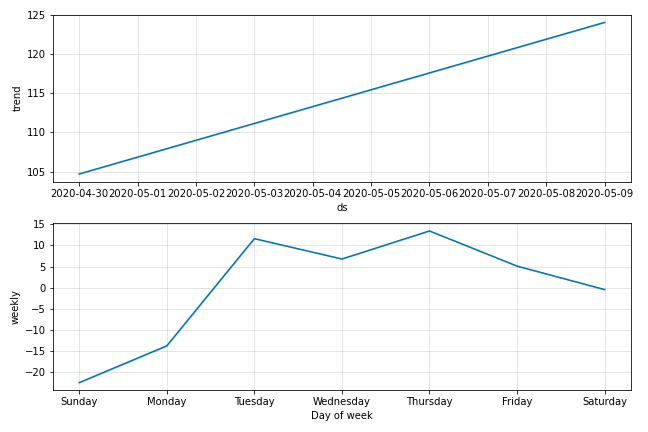 125
120
115
110
105
trend
2020-04-30 2020-05-01 2020-05-02 2020-05-03 2020-05-04 2020-05-05 2020-05-06 2020-05-07 2020-05-08 2020-05-09
ds
15
10
5
0
−5
−10
−15
−20
weekly
Sunday Monday Tuesday Wednesday Thursday Friday Saturday
Day of week